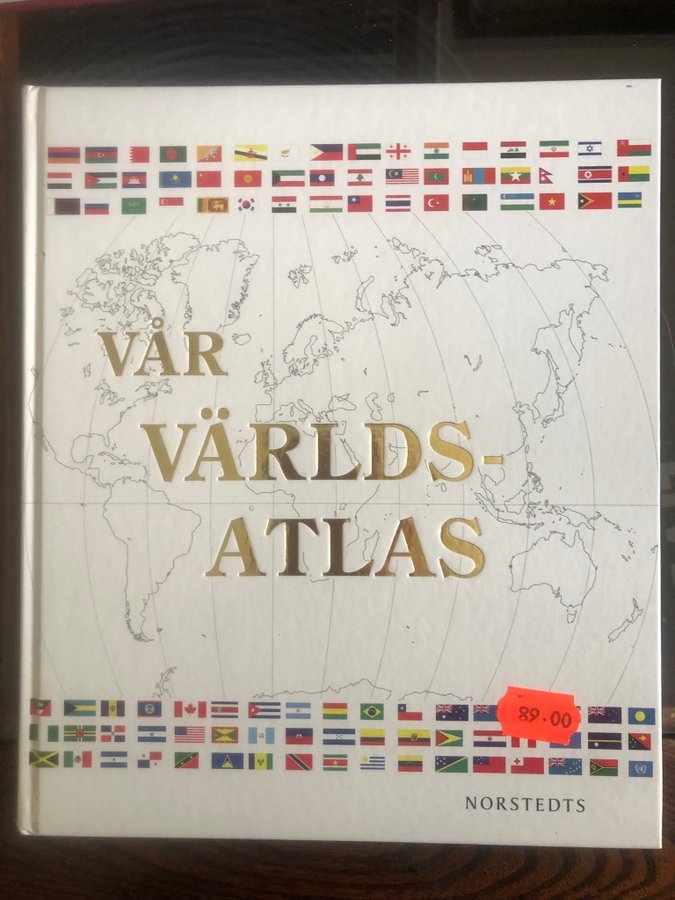 VÅR
VÄRLDS-
ATLAS
89.00
NORSTEDTS